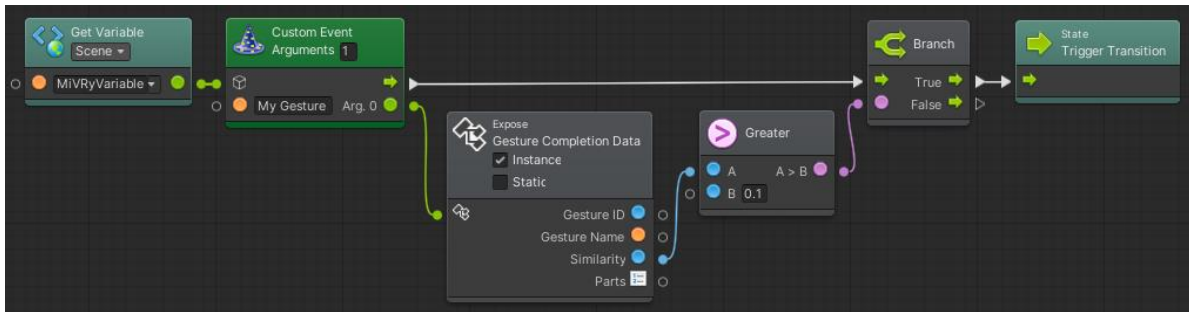 Get Variable
Scene
MiVRyVariable
Custom Event
Arguments 1
My Gesture Arg. 0
Expose
Gesture Completion Data
Instance
Static
Gesture ID
Gesture Name
Similarity
Parts
Greater
A A > B
B 0.1
Branch
True
False
State
Trigger Transition